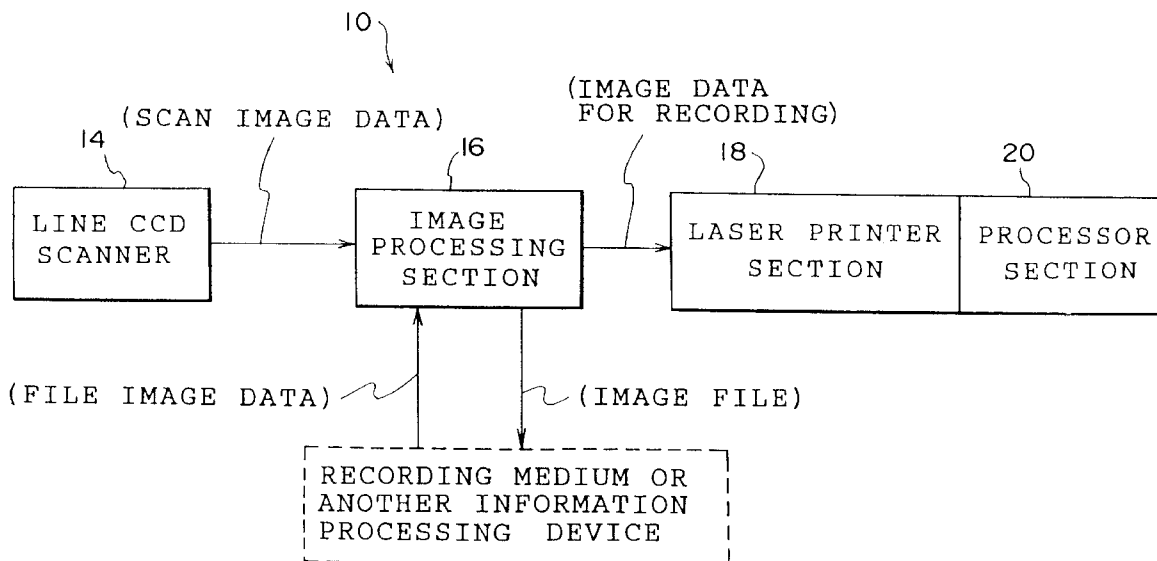 10
(SCAN IMAGE DATA)
(IMAGE DATA
FOR RECORDING)
14
16
18
20
LINE CCD
SCANNER
IMAGE
PROCESSING
SECTION
LASER PRINTER
SECTION
PROCESSOR
SECTION
(FILE IMAGE DATA)
(IMAGE FILE)
RECORDING MEDIUM OR
ANOTHER INFORMATION
PROCESSING DEVICE